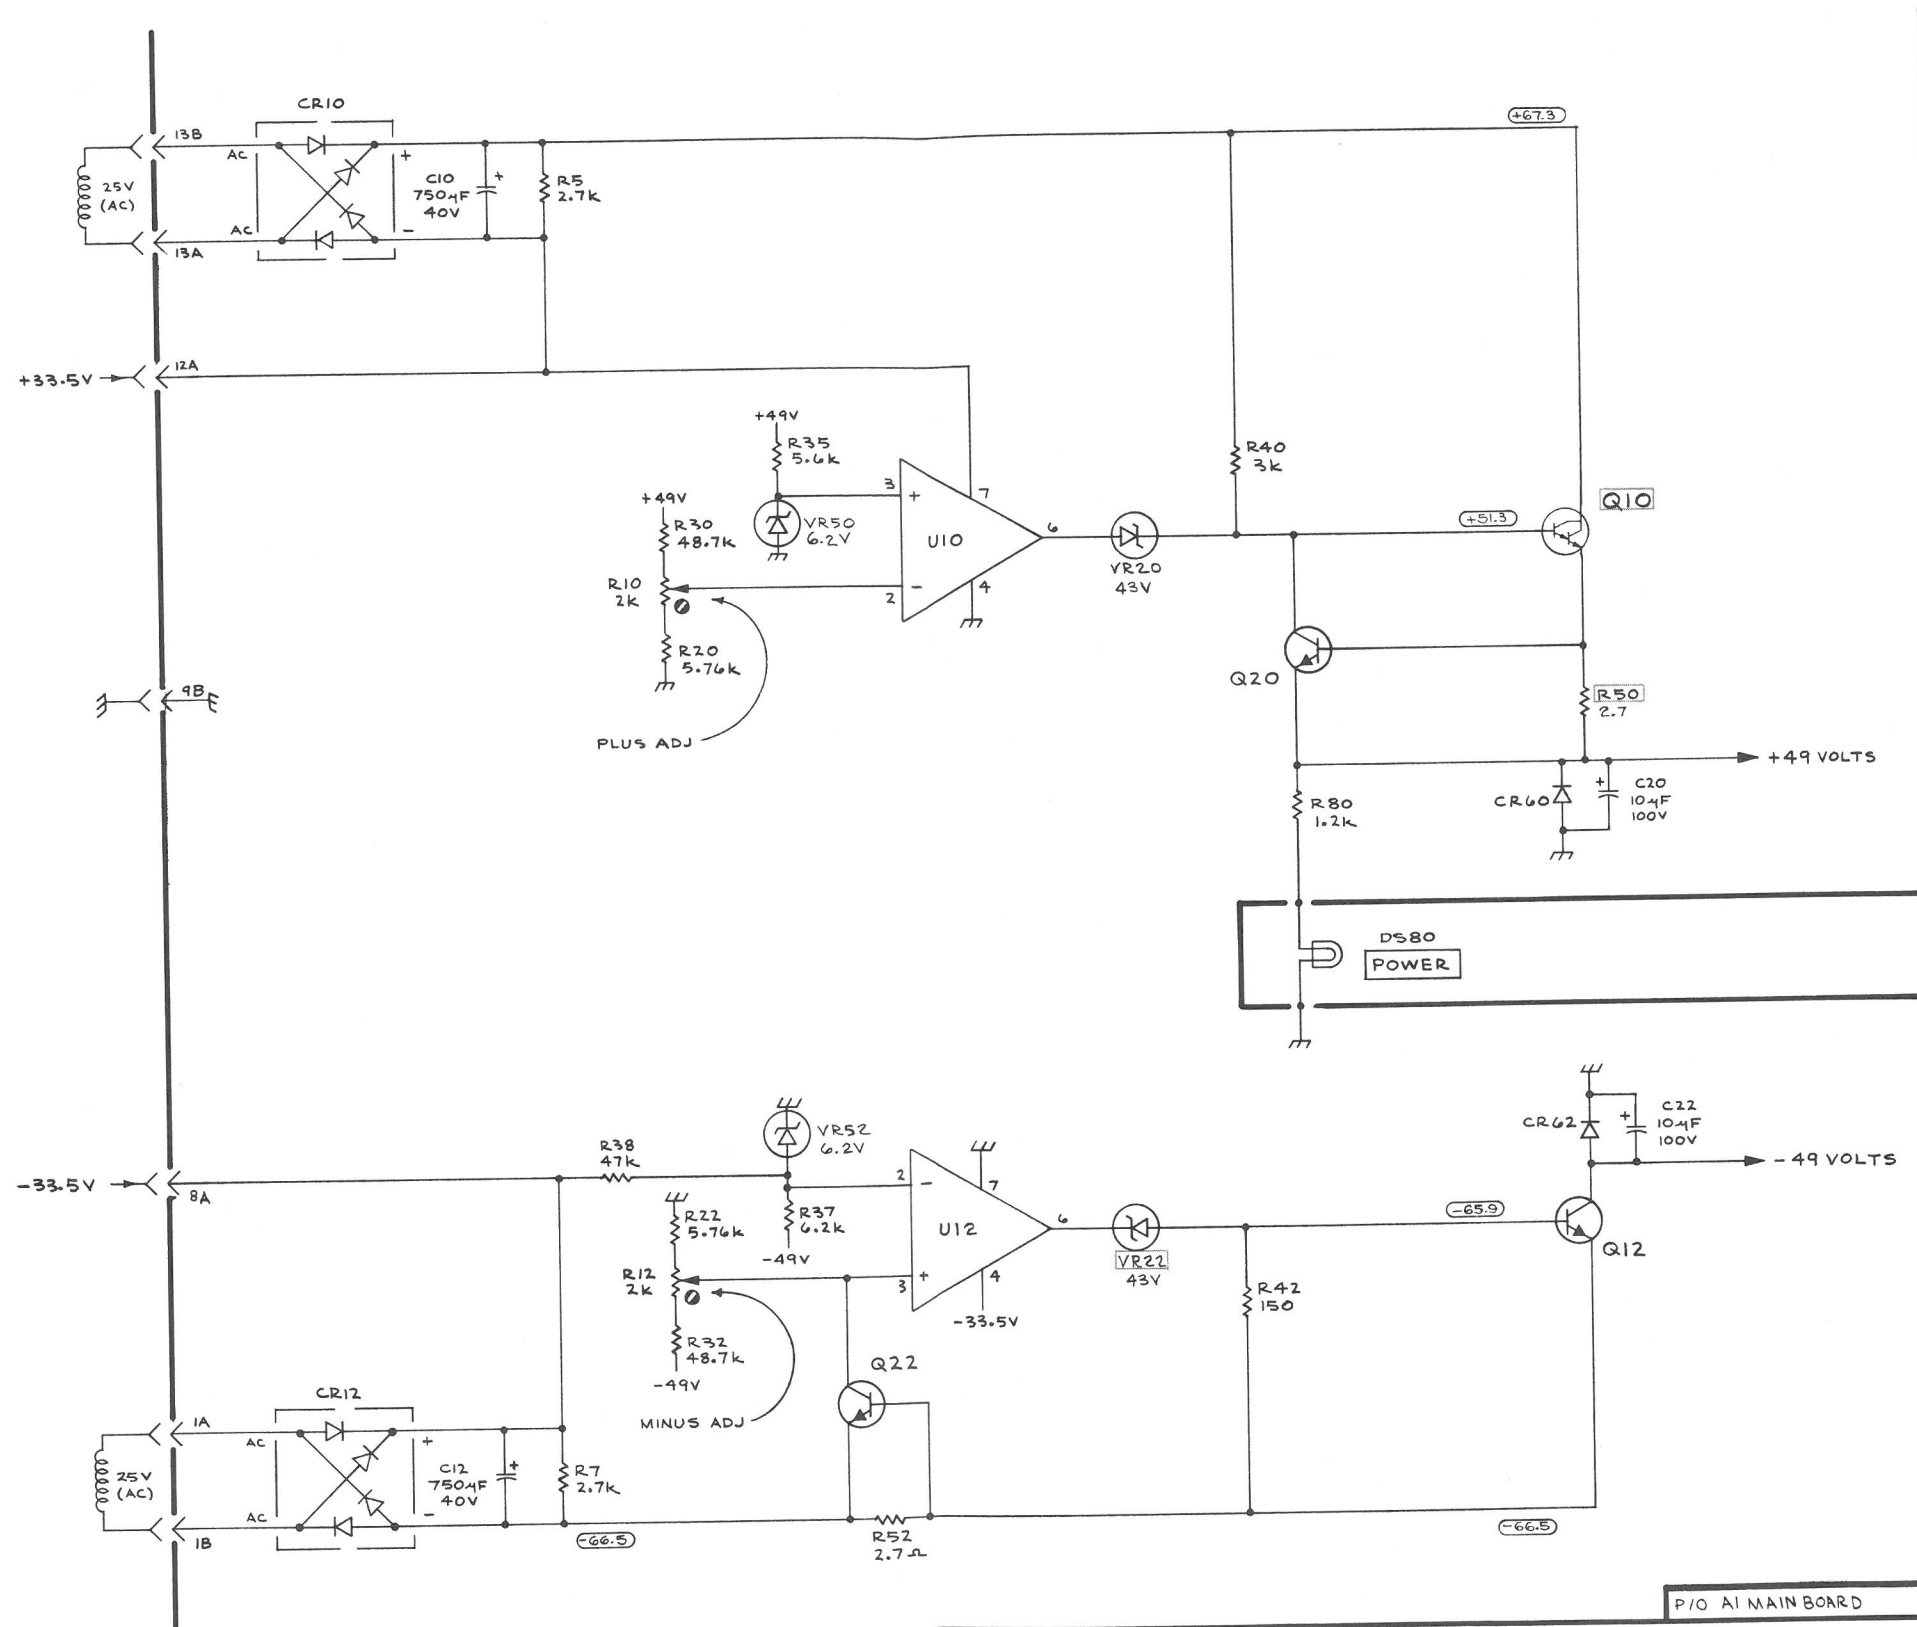 CR10
13B
AC
+
25V
(AC)
C10
750µF
40V
+
R5
2.7K
AC
−
13A
+67.3
+33.5V
12A
+49V
R35
5.6K
+49V
R30
48.7K
3
+
7
VR50
6.2V
U10
6
R10
2K
−
2
4
VR20
43V
R40
3K
+51.3
Q10
R20
5.76K
PLUS ADJ
9B
Q20
R50
2.7
+49 VOLTS
R80
1.2K
CR60
+
C20
10µF
100V
DS80
POWER
VR52
6.2V
R38
47K
-33.5V
8A
2
−
7
R22
5.76K
R37
6.2K
-49V
U12
6
R12
2K
3
+
4
-33.5V
VR22
43V
R32
48.7K
-49V
MINUS ADJ
Q22
CR62
+
C22
10µF
100V
-49 VOLTS
-65.9
Q12
R42
150
CR12
1A
AC
+
25V
(AC)
C12
750µF
40V
+
R7
2.7K
AC
−
1B
-66.5
R52
2.7Ω
-66.5
P/O A1 MAIN BOARD